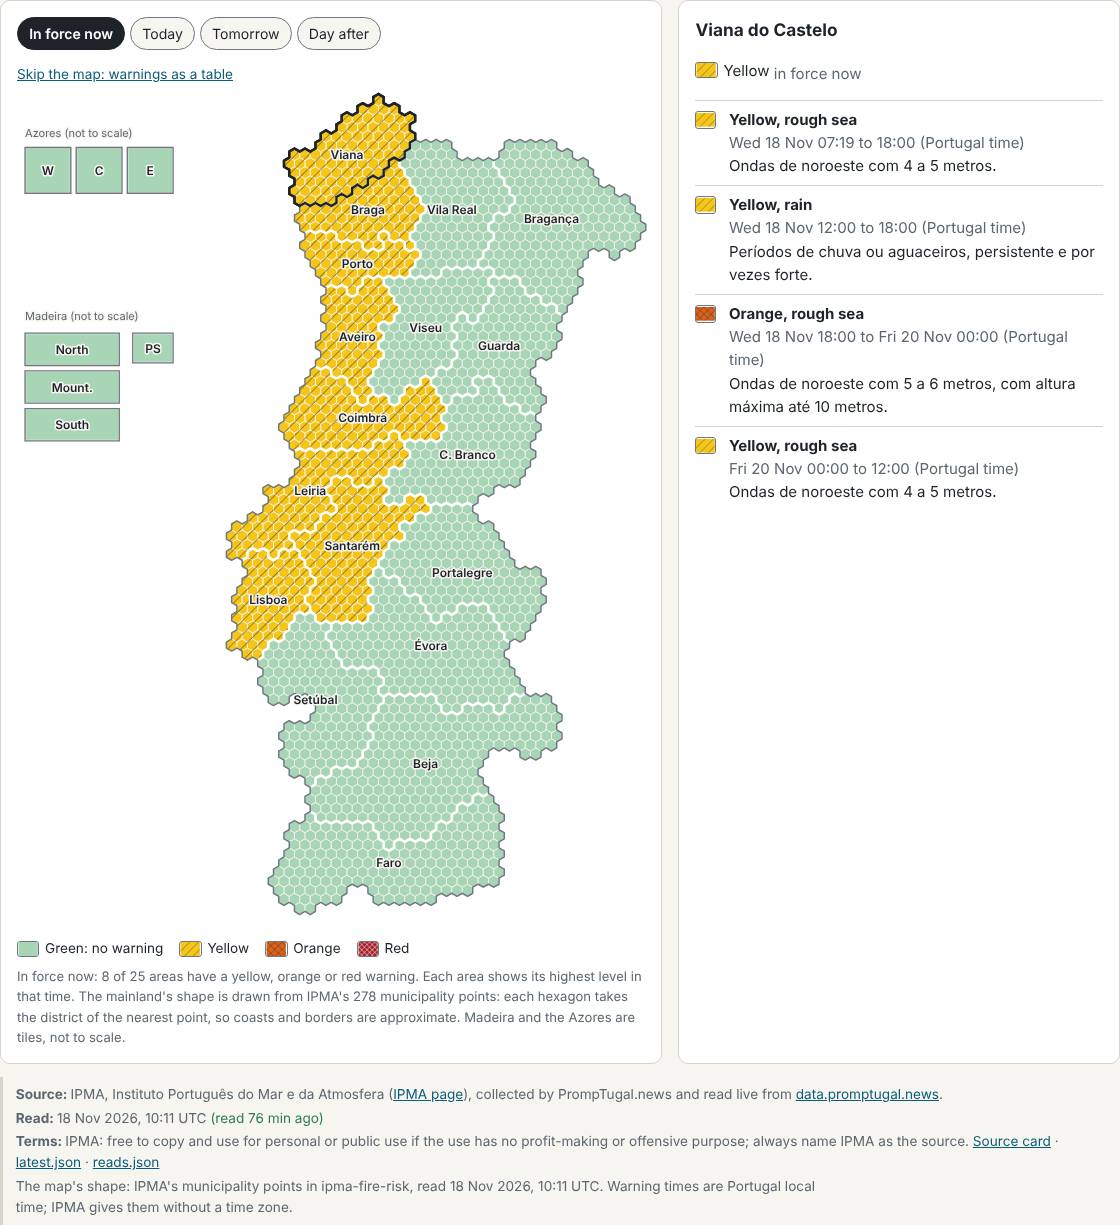 In force now
Today
Tomorrow
Day after
Skip the map: warnings as a table
Azores (not to scale)
W
C
E
Madeira (not to scale)
North
PS
Mount.
South
Viana
Braga
Vila Real
Bragança
Porto
Aveiro
Viseu
Guarda
Coimbra
C. Branco
Leiria
Santarém
Portalegre
Lisboa
Évora
Setúbal
Beja
Faro
Green: no warning
Yellow
Orange
Red
In force now: 8 of 25 areas have a yellow, orange or red warning. Each area shows its highest level in
that time. The mainland's shape is drawn from IPMA's 278 municipality points: each hexagon takes
the district of the nearest point, so coasts and borders are approximate. Madeira and the Azores are
tiles, not to scale.
Viana do Castelo
Yellow in force now
Yellow, rough sea
Wed 18 Nov 07:19 to 18:00 (Portugal time)
Ondas de noroeste com 4 a 5 metros.
Yellow, rain
Wed 18 Nov 12:00 to 18:00 (Portugal time)
Períodos de chuva ou aguaceiros, persistente e por
vezes forte.
Orange, rough sea
Wed 18 Nov 18:00 to Fri 20 Nov 00:00 (Portugal
time)
Ondas de noroeste com 5 a 6 metros, com altura
máxima até 10 metros.
Yellow, rough sea
Fri 20 Nov 00:00 to 12:00 (Portugal time)
Ondas de noroeste com 4 a 5 metros.
Source: IPMA, Instituto Português do Mar e da Atmosfera (IPMA page), collected by PrompTugal.news and read live from data.promptugal.news.
Read: 18 Nov 2026, 10:11 UTC (read 76 min ago)
Terms: IPMA: free to copy and use for personal or public use if the use has no profit-making or offensive purpose; always name IPMA as the source. Source card ·
latest.json · reads.json
The map's shape: IPMA's municipality points in ipma-fire-risk, read 18 Nov 2026, 10:11 UTC. Warning times are Portugal local
time; IPMA gives them without a time zone.